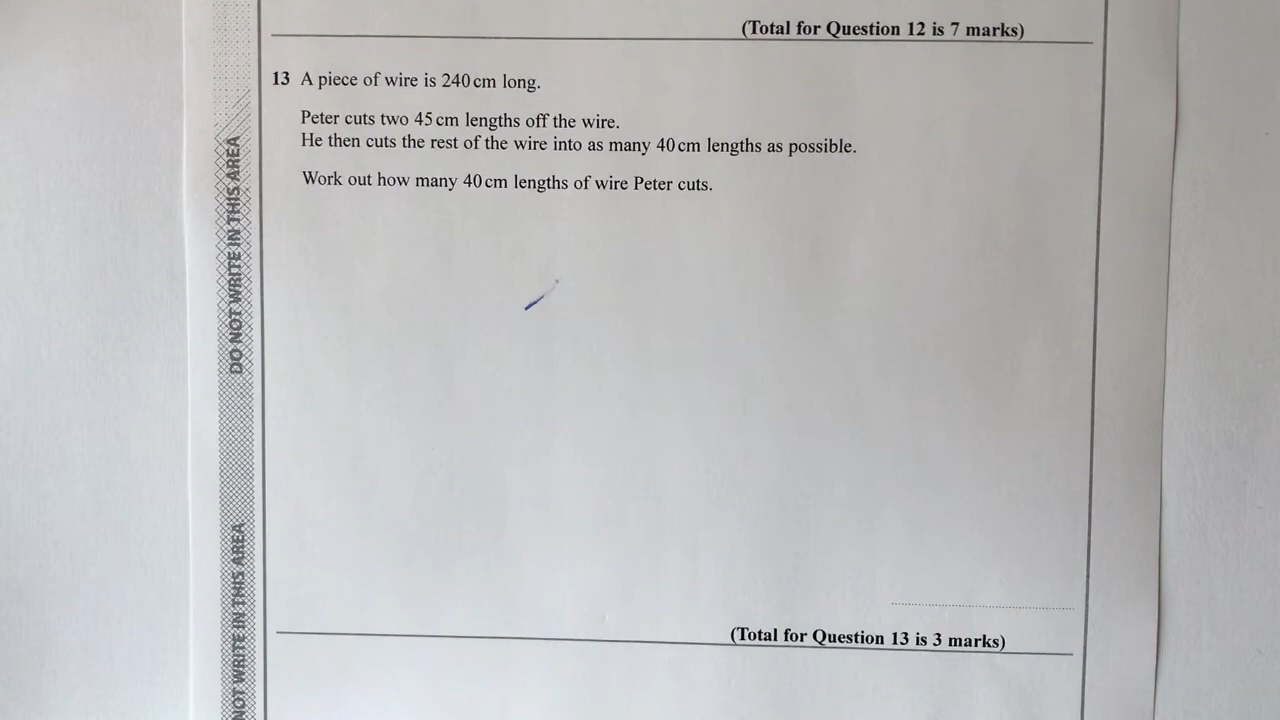 (Total for Question 12 is 7 marks)
13 A piece of wire is 240 cm long.
Peter cuts two 45 cm lengths off the wire.
He then cuts the rest of the wire into as many 40 cm lengths as possible.
Work out how many 40 cm lengths of wire Peter cuts.
(Total for Question 13 is 3 marks)
DO NOT WRITE IN THIS AREA
NOT WRITE IN THIS AREA